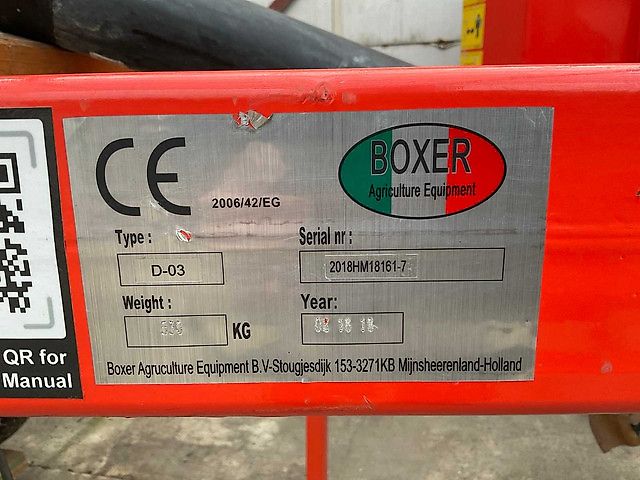 CE
2006/42/EG
BOXER
Agriculture Equipment
Type :
Serial nr :
D-03
2018HM18161-7
Weight :
Year:
KG
Boxer Agruculture Equipment B.V-Stougjesdijk 153-3271KB Mijnsheerenland-Holland
QR for
Manual